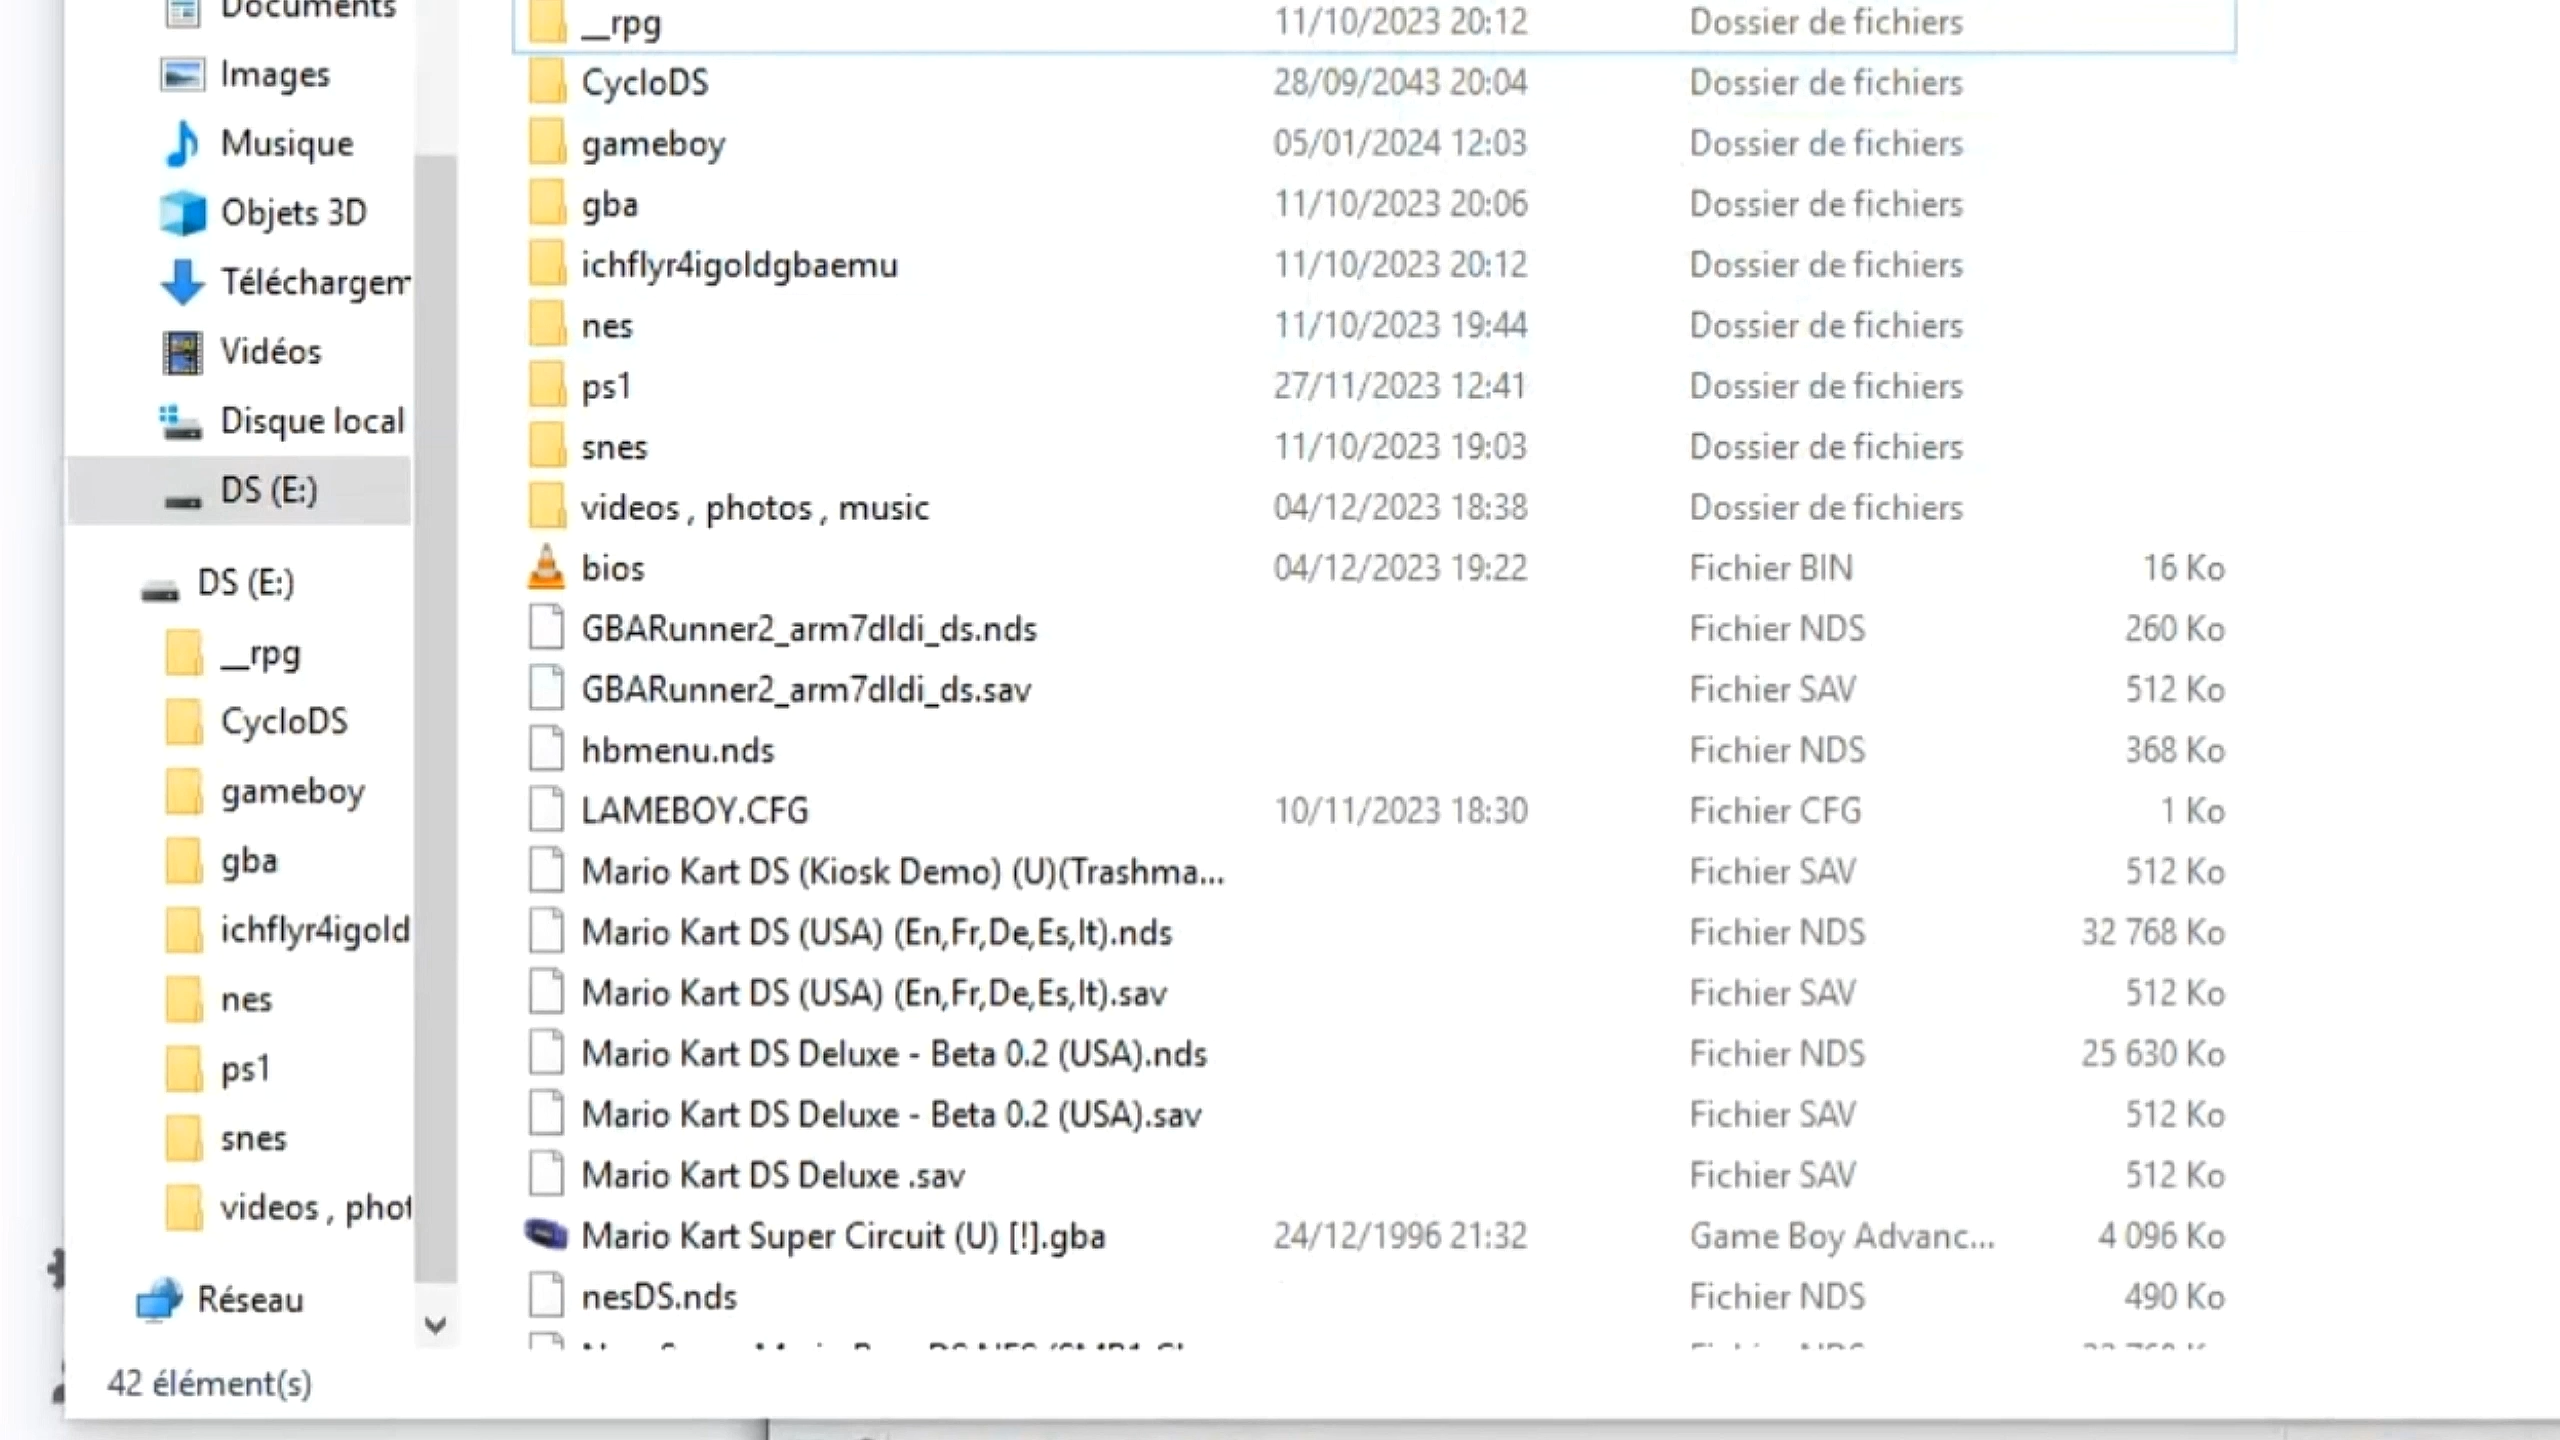 Documents
Images
Musique
Objets 3D
Téléchargem
Vidéos
Disque local
DS (E:)
DS (E:)
__rpg
CycloDS
gameboy
gba
ichflyr4igold
nes
ps1
snes
videos , phot
Réseau
42 élément(s)
__rpg 11/10/2023 20:12 Dossier de fichiers
CycloDS 28/09/2043 20:04 Dossier de fichiers
gameboy 05/01/2024 12:03 Dossier de fichiers
gba 11/10/2023 20:06 Dossier de fichiers
ichflyr4igoldgbaemu 11/10/2023 20:12 Dossier de fichiers
nes 11/10/2023 19:44 Dossier de fichiers
ps1 27/11/2023 12:41 Dossier de fichiers
snes 11/10/2023 19:03 Dossier de fichiers
videos , photos , music 04/12/2023 18:38 Dossier de fichiers
bios 04/12/2023 19:22 Fichier BIN 16 Ko
GBARunner2_arm7dldi_ds.nds Fichier NDS 260 Ko
GBARunner2_arm7dldi_ds.sav Fichier SAV 512 Ko
hbmenu.nds Fichier NDS 368 Ko
LAMEBOY.CFG 10/11/2023 18:30 Fichier CFG 1 Ko
Mario Kart DS (Kiosk Demo) (U)(Trashma... Fichier SAV 512 Ko
Mario Kart DS (USA) (En,Fr,De,Es,It).nds Fichier NDS 32 768 Ko
Mario Kart DS (USA) (En,Fr,De,Es,It).sav Fichier SAV 512 Ko
Mario Kart DS Deluxe - Beta 0.2 (USA).nds Fichier NDS 25 630 Ko
Mario Kart DS Deluxe - Beta 0.2 (USA).sav Fichier SAV 512 Ko
Mario Kart DS Deluxe .sav Fichier SAV 512 Ko
Mario Kart Super Circuit (U) [!].gba 24/12/1996 21:32 Game Boy Advanc... 4 096 Ko
nesDS.nds Fichier NDS 490 Ko